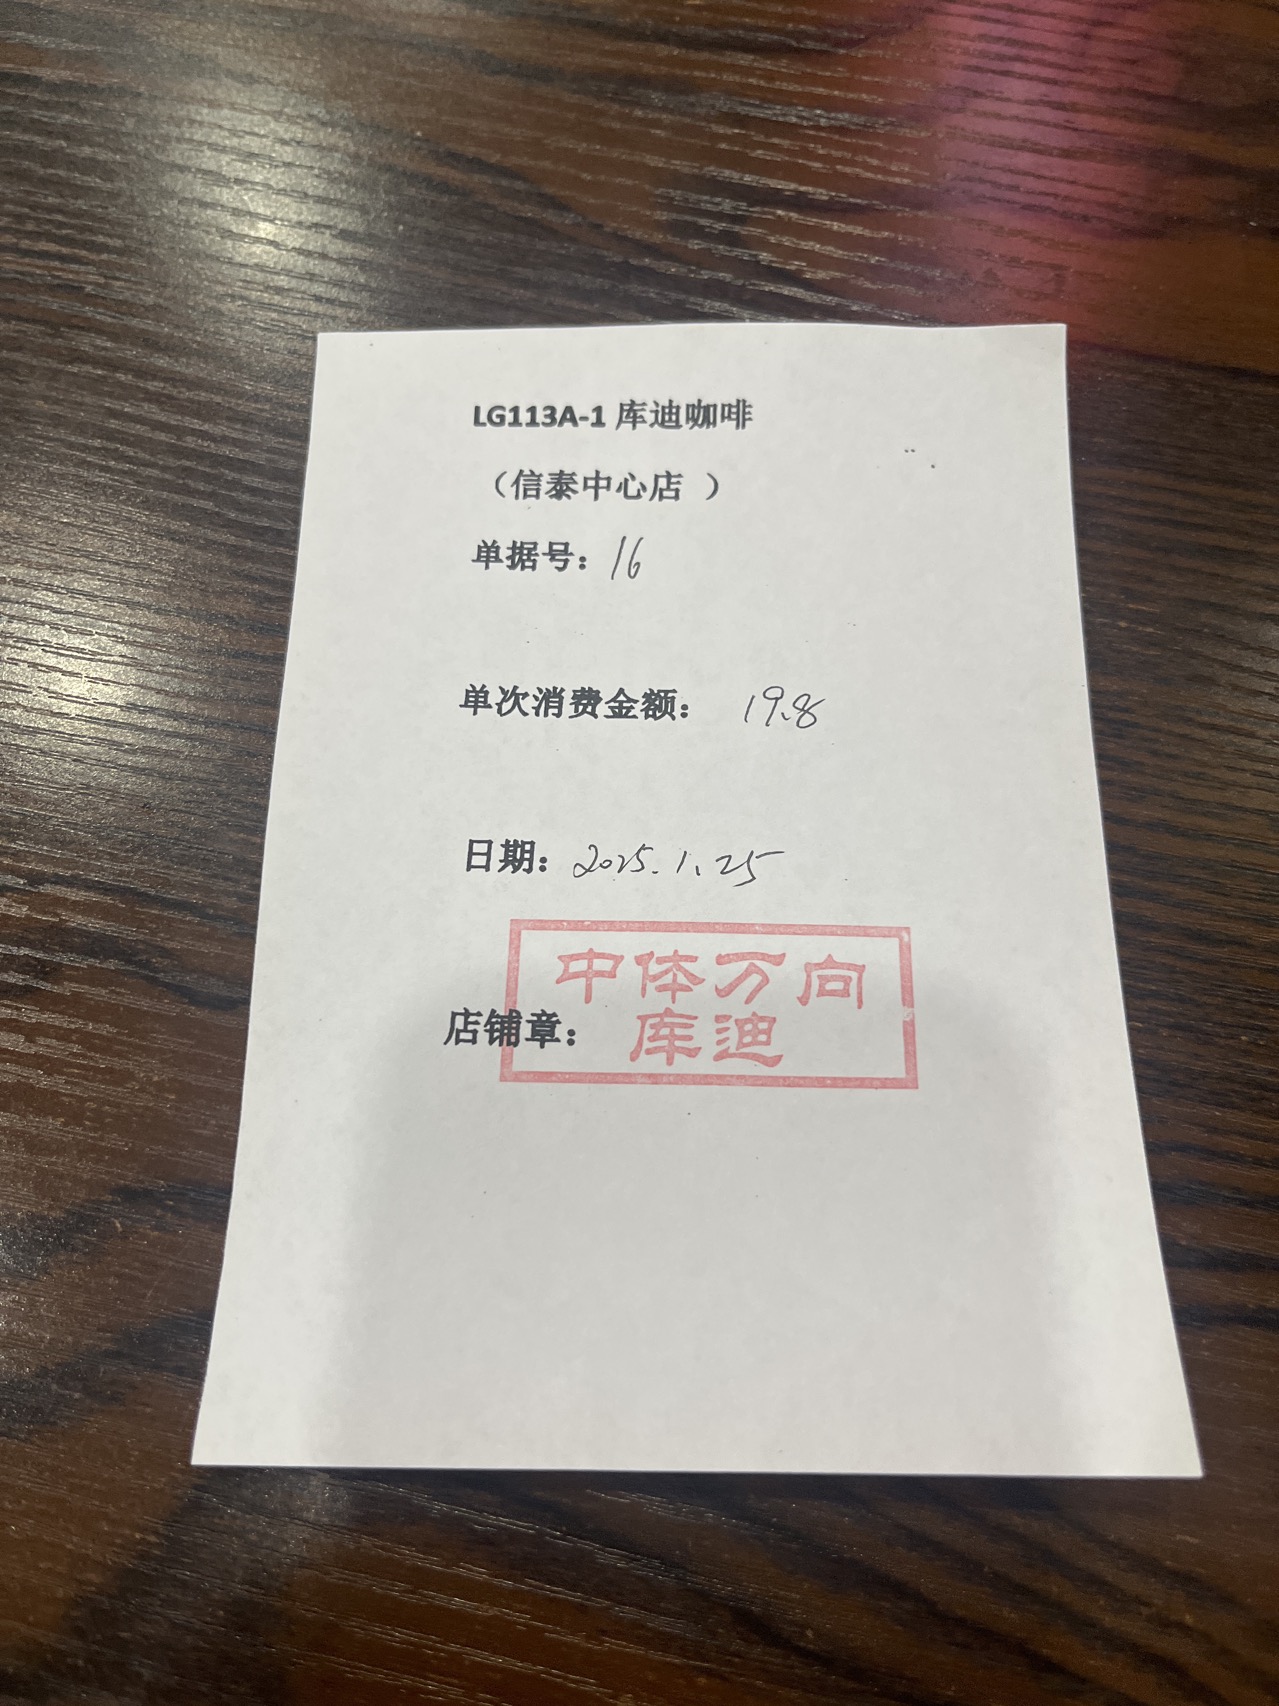 LG113A-1 库迪咖啡
（信泰中心店 ）
单据号：16
单次消费金额： 19.8
日期：2025.1.25
中体万向
店铺章：库迪